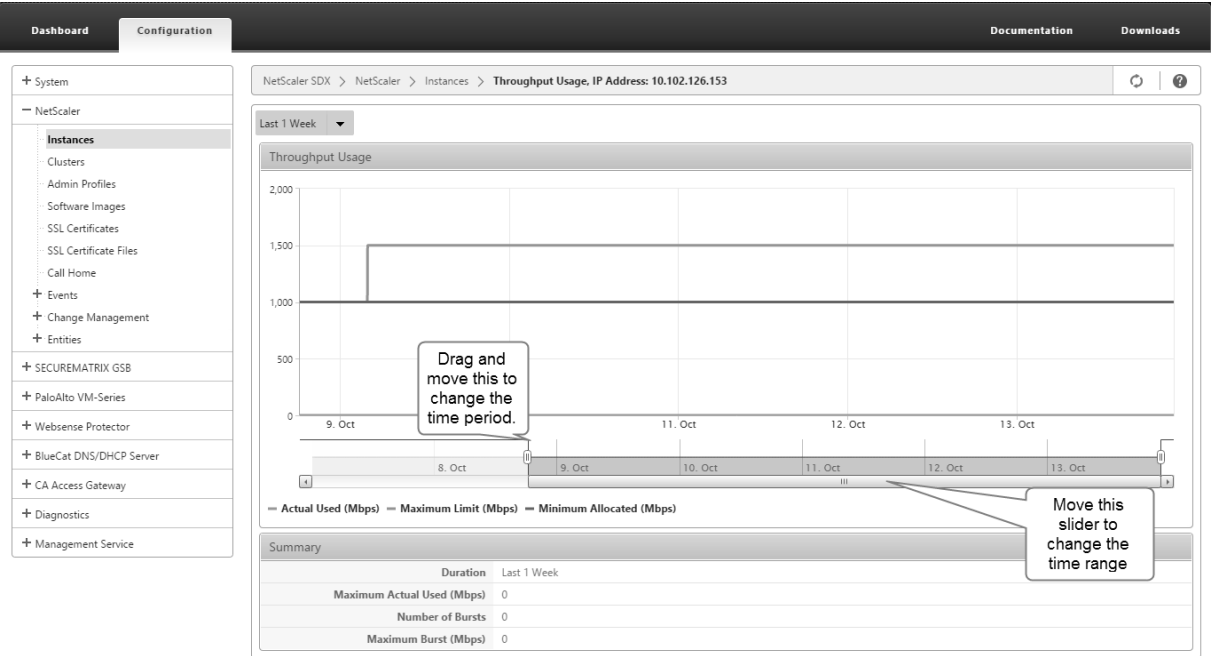 Dashboard
Configuration
Documentation
Downloads
+ System
− NetScaler
Instances
Clusters
Admin Profiles
Software Images
SSL Certificates
SSL Certificate Files
Call Home
+ Events
+ Change Management
+ Entities
+ SECUREMATRIX GSB
+ PaloAlto VM-Series
+ Websense Protector
+ BlueCat DNS/DHCP Server
+ CA Access Gateway
+ Diagnostics
+ Management Service
NetScaler SDX > NetScaler > Instances > Throughput Usage, IP Address: 10.102.126.153
?
Last 1 Week
Throughput Usage
2,000
1,500
1,000
500
0
9. Oct
11. Oct
12. Oct
13. Oct
Drag and
move this to
change the
time period.
8. Oct
9. Oct
10. Oct
11. Oct
12. Oct
13. Oct
Actual Used (Mbps)
Maximum Limit (Mbps)
Minimum Allocated (Mbps)
Move this
slider to
change the
time range
Summary
Duration Last 1 Week
Maximum Actual Used (Mbps) 0
Number of Bursts 0
Maximum Burst (Mbps) 0